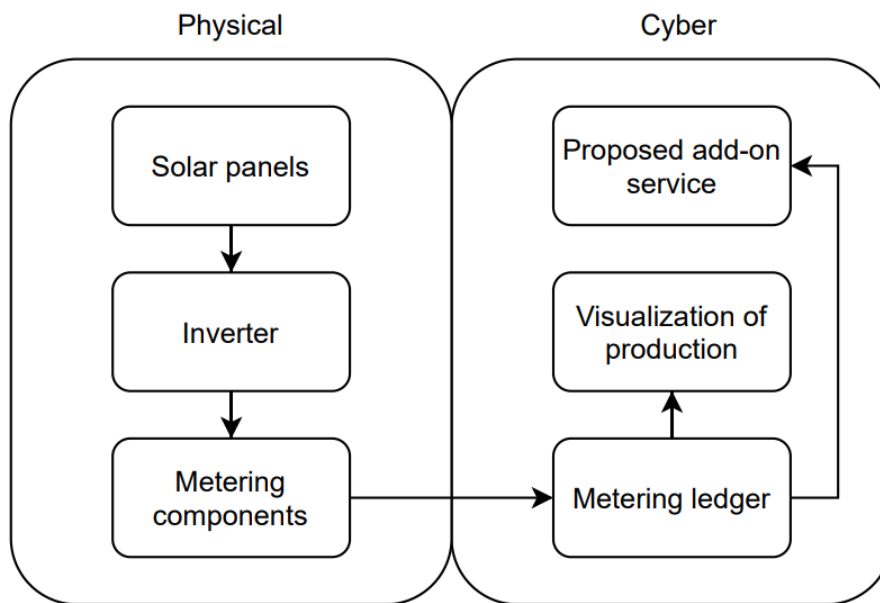 Physical
Cyber
Solar panels
Proposed add-on
service
Inverter
Visualization of
production
Metering
components
Metering ledger